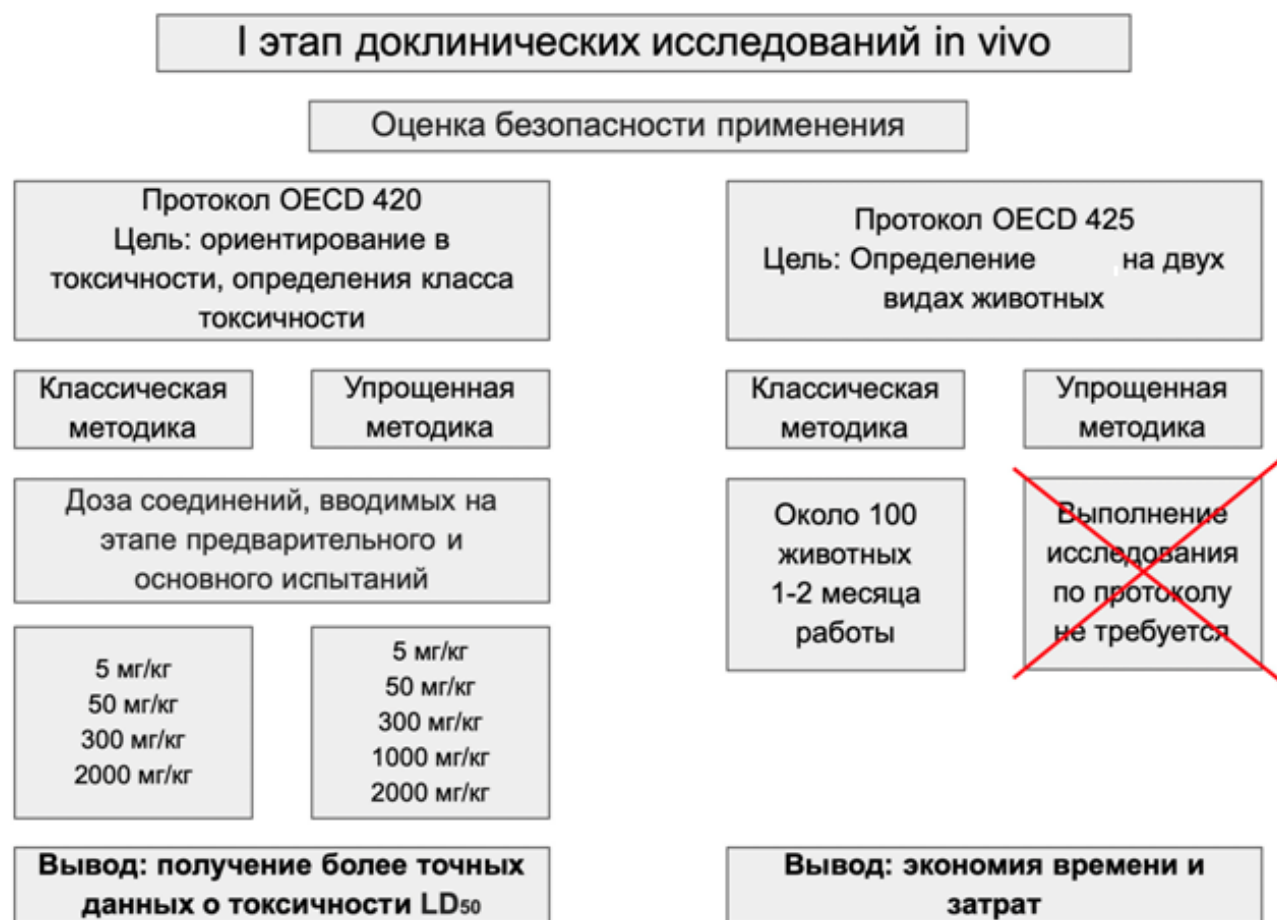 I этап доклинических исследований in vivo
Оценка безопасности применения
Протокол OECD 420
Цель: ориентирование в
токсичности, определения класса
токсичности
Протокол OECD 425
Цель: Определение , на двух
видах животных
Классическая
методика
Упрощенная
методика
Классическая
методика
Упрощенная
методика
Доза соединений, вводимых на
этапе предварительного и
основного испытаний
Около 100
животных
1-2 месяца
работы
Выполнение
исследования
по протоколу
не требуется
5 мг/кг
50 мг/кг
300 мг/кг
2000 мг/кг
5 мг/кг
50 мг/кг
300 мг/кг
1000 мг/кг
2000 мг/кг
Вывод: получение более точных
данных о токсичности LD₅₀
Вывод: экономия времени и
затрат